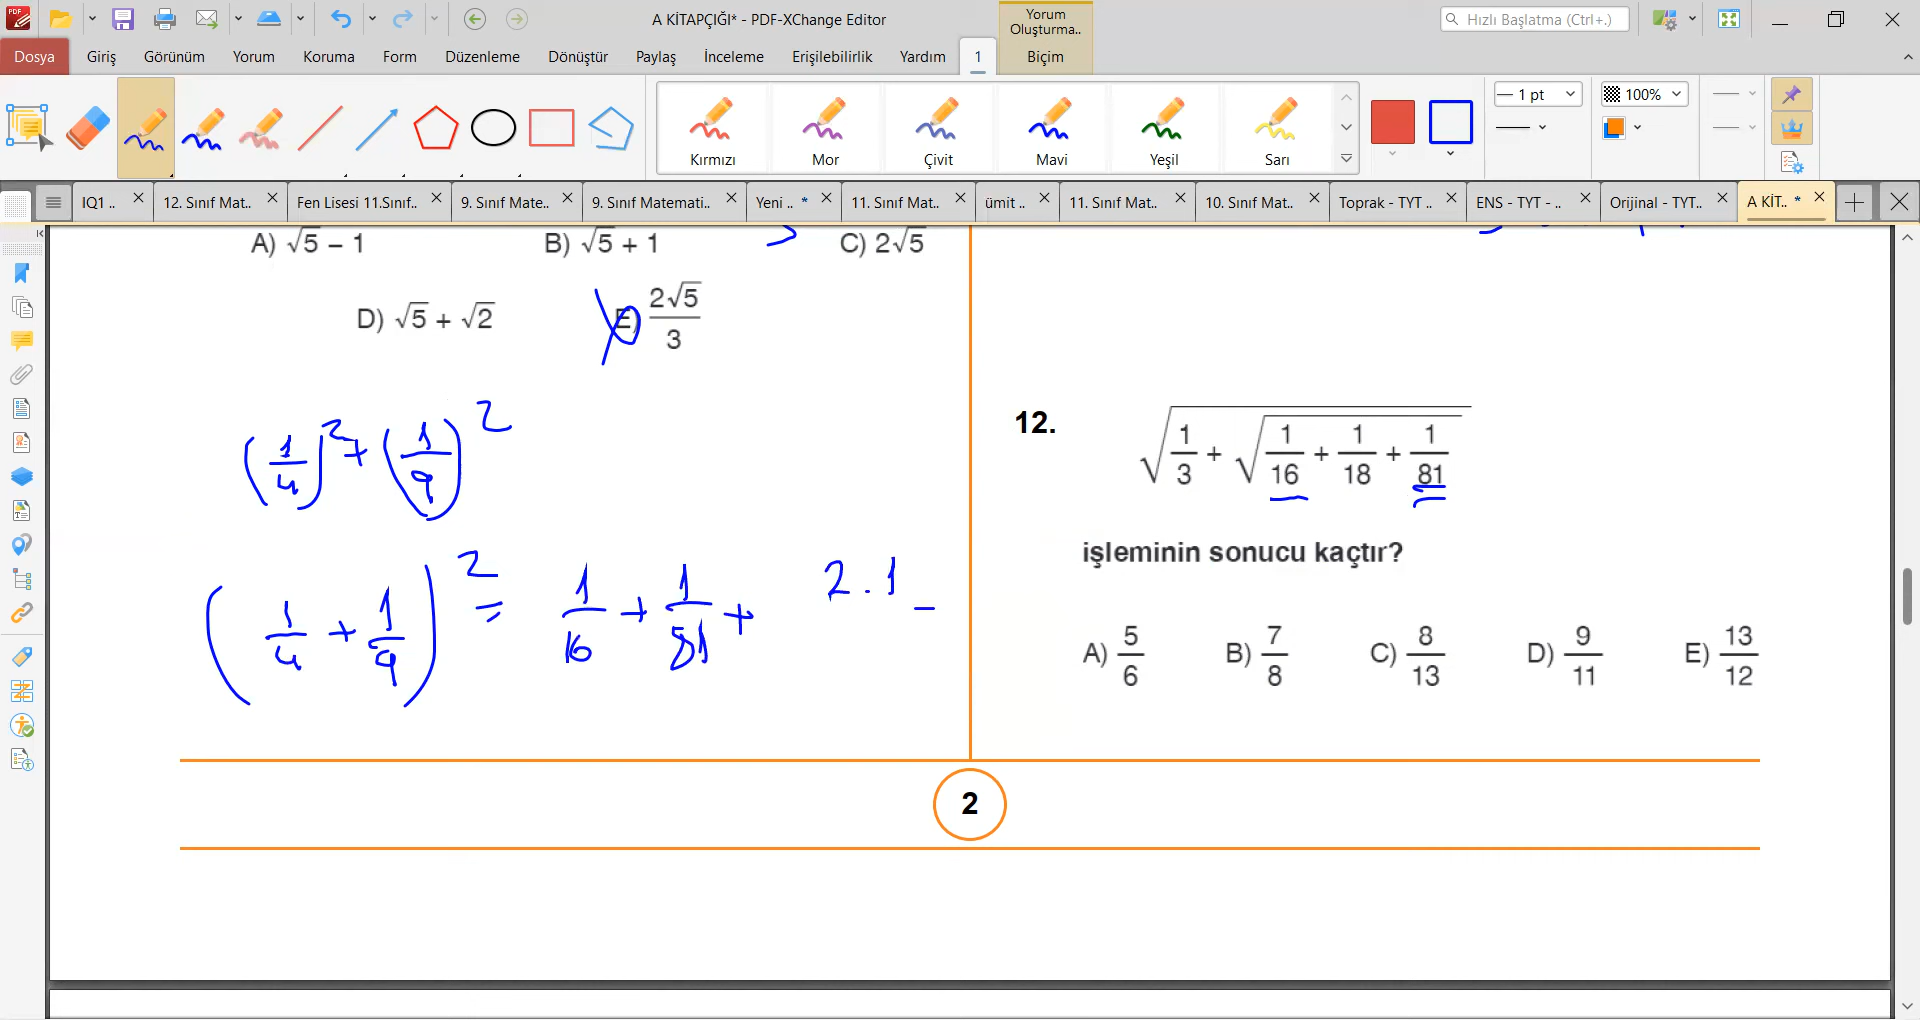 A KİTAPÇIĞI* - PDF-XChange Editor
Yorum Oluşturma..
Hızlı Başlatma (Ctrl+.)
Dosya Giriş Görünüm Yorum Koruma Form Düzenleme Dönüştür Paylaş İnceleme Erişilebilirlik Yardım 1 Biçim
Kırmızı Mor Çivit Mavi Yeşil Sarı
1 pt 100%
IQ1 .. 12. Sınıf Mat.. Fen Lisesi 11.Sınıf.. 9. Sınıf Mate.. 9. Sınıf Matemati.. Yeni .. * 11. Sınıf Mat.. ümit .. 11. Sınıf Mat.. 10. Sınıf Mat.. Toprak - TYT .. ENS - TYT - .. Orijinal - TYT.. A KİT.. *
A) √5 − 1 B) √5 + 1 C) 2√5
D) √5 + √2 E) 2√5/3
(1/4)² + (1/9)²
(1/4 + 1/9)² = 1/16 + 1/81 + 2 . 1
12. √(1/3 + √(1/16 + 1/18 + 1/81))
işleminin sonucu kaçtır?
A) 5/6 B) 7/8 C) 8/13 D) 9/11 E) 13/12
2